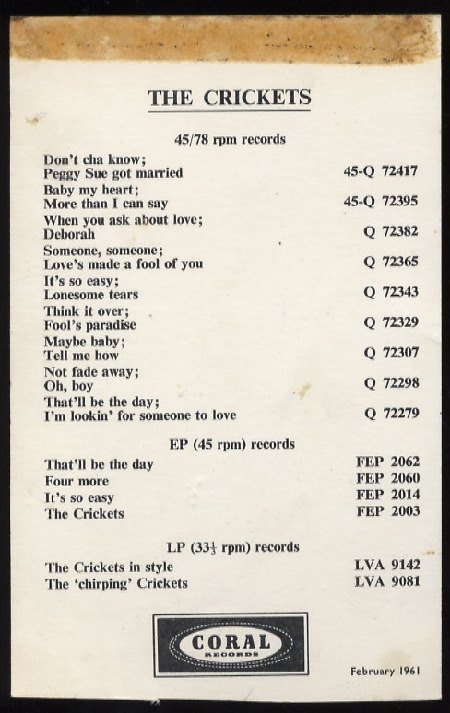 THE CRICKETS
45/78 rpm records
Don't cha know;
Peggy Sue got married 45-Q 72417
Baby my heart;
More than I can say 45-Q 72395
When you ask about love;
Deborah Q 72382
Someone, someone;
Love's made a fool of you Q 72365
It's so easy;
Lonesome tears Q 72343
Think it over;
Fool's paradise Q 72329
Maybe baby;
Tell me how Q 72307
Not fade away;
Oh, boy Q 72298
That'll be the day;
I'm lookin' for someone to love Q 72279
EP (45 rpm) records
That'll be the day FEP 2062
Four more FEP 2060
It's so easy FEP 2014
The Crickets FEP 2003
LP (33⅓ rpm) records
The Crickets in style LVA 9142
The 'chirping' Crickets LVA 9081
CORAL
RECORDS
February 1961